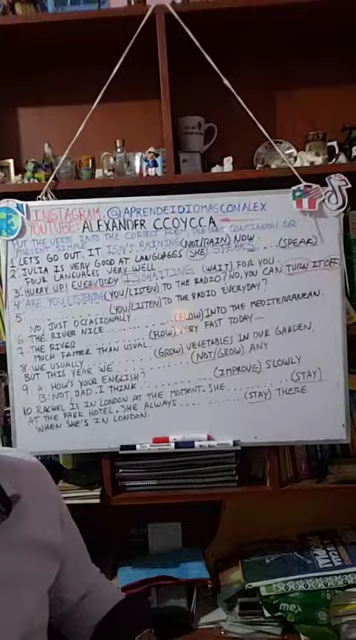 INSTAGRAM @APRENDEIDIOMASCONALEX
YOUTUBE: ALEXANDER CCOYCCA
PUT THE VERB INTO THE CORRECT FORM, PRESENT CONTINUOUS OR
PRESENT SIMPLE
1. LET'S GO OUT. IT ISN'T RAINING (NOT/RAIN) NOW
2. JULIA IS VERY GOOD AT LANGUAGES. SHE SPEAKS ... (SPEAK)
FOUR LANGUAGES VERY WELL
3. HURRY UP! EVERYBODY IS WAITING (WAIT) FOR YOU
4. ARE YOU LISTENING (YOU/LISTEN) TO THE RADIO? NO, YOU CAN TURN IT OFF
5. ........ (YOU/LISTEN) TO THE RADIO EVERYDAY?
NO, JUST OCCASIONALLY
6. THE RIVER NILE ........ (FLOW) INTO THE MEDITERRANEAN
7. THE RIVER ........ (FLOW) VERY FAST TODAY —
MUCH FASTER THAN USUAL
8. WE USUALLY ........ (GROW) VEGETABLES IN OUR GARDEN,
BUT THIS YEAR WE ........ (NOT/GROW) ANY
9 A: HOW'S YOUR ENGLISH?
B: NOT BAD. I THINK ........ (IMPROVE) SLOWLY
10 RACHEL IS IN LONDON AT THE MOMENT. SHE ........ (STAY)
AT THE PARK HOTEL. SHE ALWAYS ........ (STAY) THERE
WHEN SHE'S IN LONDON.